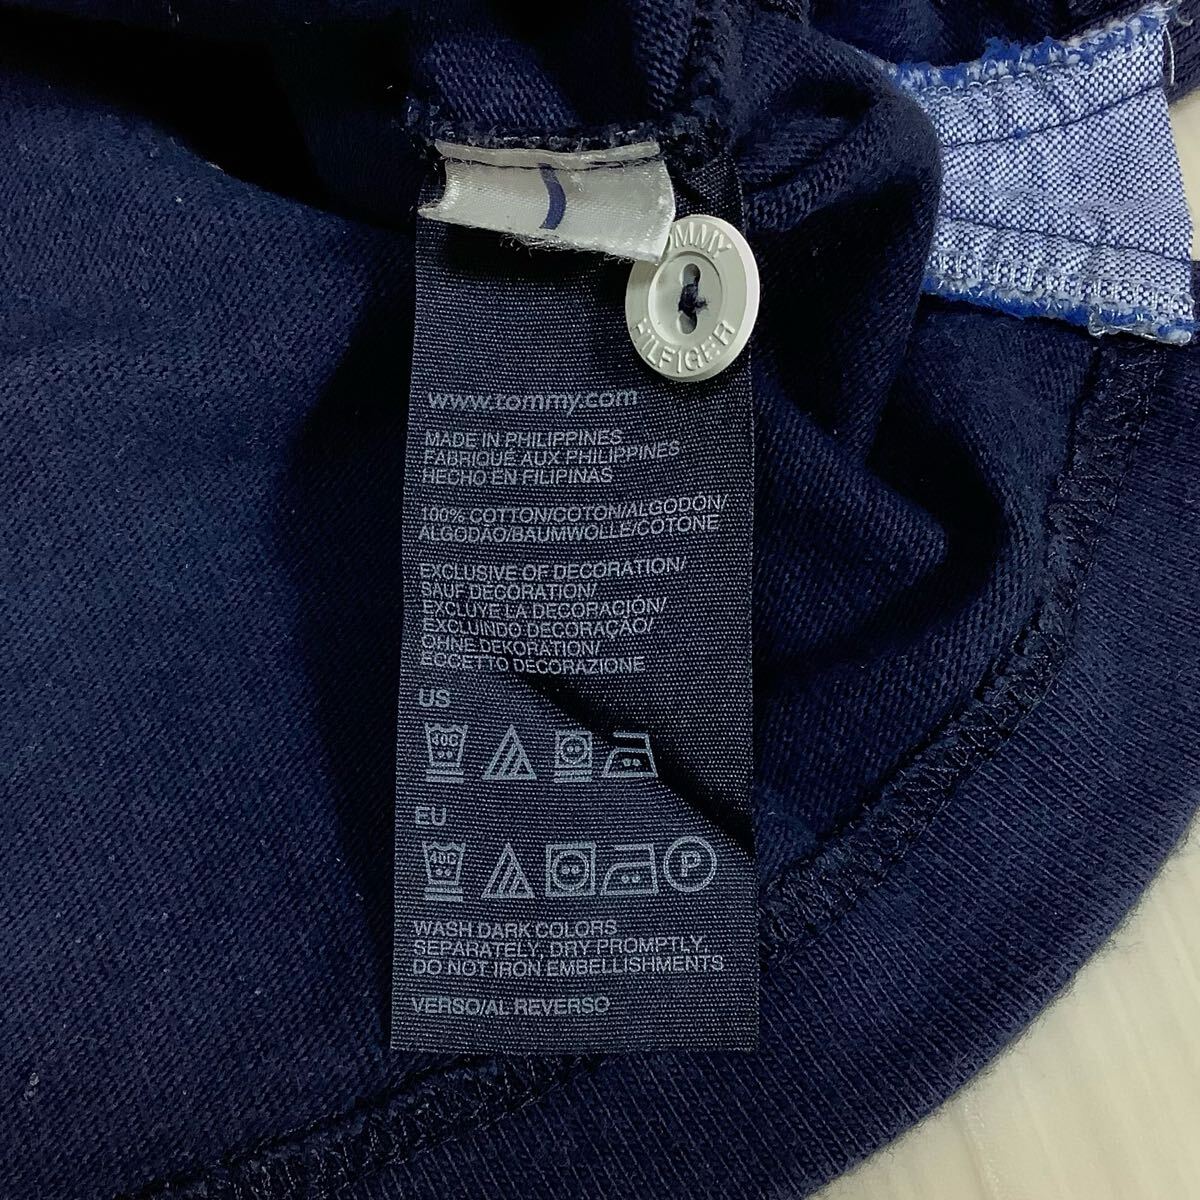 TOMMY
HILFIGER
www.tommy.com
MADE IN PHILIPPINES
FABRIQUÉ AUX PHILIPPINES
HECHO EN FILIPINAS
100% COTTON/COTON/ALGODÓN/
ALGODÃO/BAUMWOLLE/COTONE
EXCLUSIVE OF DECORATION/
SAUF DÉCORATION/
EXCLUYE LA DECORACIÓN/
EXCLUINDO DECORAÇÃO/
OHNE DEKORATION/
ECCETTO DECORAZIONE
US
40C
EU
40C
P
WASH DARK COLORS
SEPARATELY, DRY PROMPTLY,
DO NOT IRON EMBELLISHMENTS
VERSO/AL REVERSO